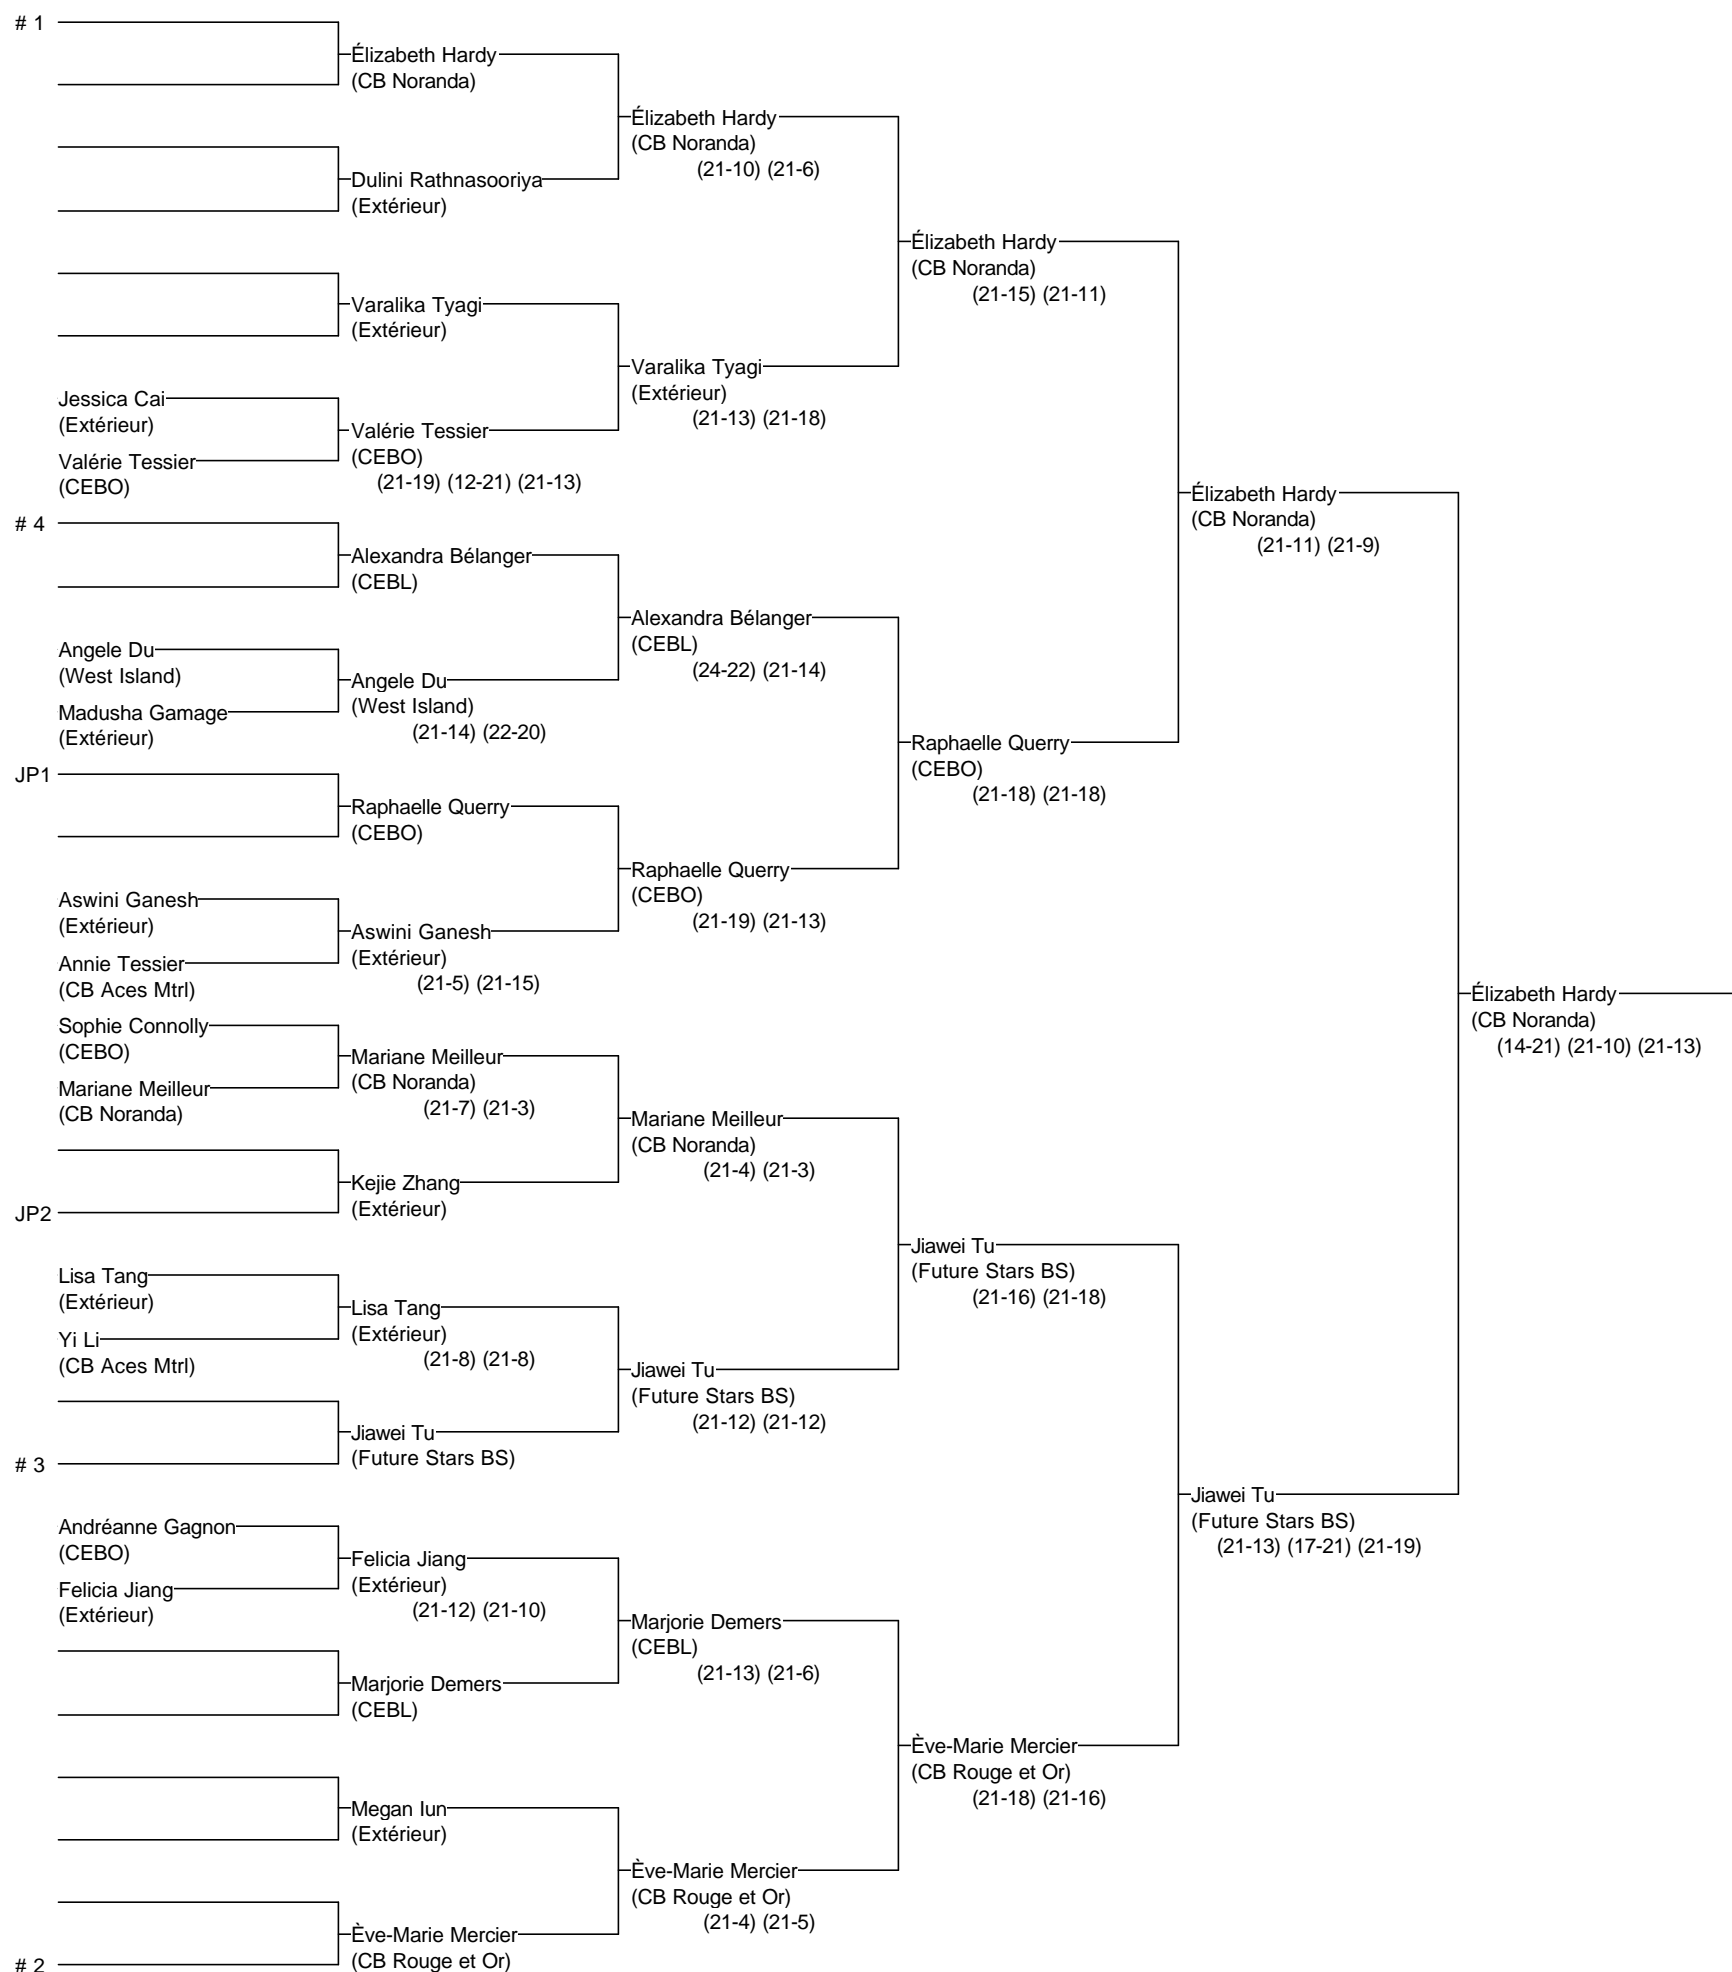 # 1
Élizabeth Hardy
(CB Noranda)
Élizabeth Hardy
(CB Noranda)
(21-10) (21-6)
Dulini Rathnasooriya
(Extérieur)
Élizabeth Hardy
(CB Noranda)
(21-15) (21-11)
Varalika Tyagi
(Extérieur)
Varalika Tyagi
(Extérieur)
(21-13) (21-18)
Jessica Cai
(Extérieur)
Valérie Tessier
(CEBO)
(21-19) (12-21) (21-13)
Valérie Tessier
(CEBO)
Élizabeth Hardy
(CB Noranda)
(21-11) (21-9)
# 4
Alexandra Bélanger
(CEBL)
Alexandra Bélanger
(CEBL)
(24-22) (21-14)
Angele Du
(West Island)
Angele Du
(West Island)
(21-14) (22-20)
Madusha Gamage
(Extérieur)
Raphaelle Querry
(CEBO)
(21-18) (21-18)
JP1
Raphaelle Querry
(CEBO)
Raphaelle Querry
(CEBO)
(21-19) (21-13)
Aswini Ganesh
(Extérieur)
Aswini Ganesh
(Extérieur)
(21-5) (21-15)
Annie Tessier
(CB Aces Mtrl)
Élizabeth Hardy
(CB Noranda)
(14-21) (21-10) (21-13)
Sophie Connolly
(CEBO)
Mariane Meilleur
(CB Noranda)
(21-7) (21-3)
Mariane Meilleur
(CB Noranda)
Mariane Meilleur
(CB Noranda)
(21-4) (21-3)
Kejie Zhang
(Extérieur)
JP2
Jiawei Tu
(Future Stars BS)
(21-16) (21-18)
Lisa Tang
(Extérieur)
Lisa Tang
(Extérieur)
(21-8) (21-8)
Yi Li
(CB Aces Mtrl)
Jiawei Tu
(Future Stars BS)
(21-12) (21-12)
Jiawei Tu
(Future Stars BS)
# 3
Jiawei Tu
(Future Stars BS)
(21-13) (17-21) (21-19)
Andréanne Gagnon
(CEBO)
Felicia Jiang
(Extérieur)
(21-12) (21-10)
Felicia Jiang
(Extérieur)
Marjorie Demers
(CEBL)
(21-13) (21-6)
Marjorie Demers
(CEBL)
Ève-Marie Mercier
(CB Rouge et Or)
(21-18) (21-16)
Megan Iun
(Extérieur)
Ève-Marie Mercier
(CB Rouge et Or)
(21-4) (21-5)
Ève-Marie Mercier
(CB Rouge et Or)
# 2